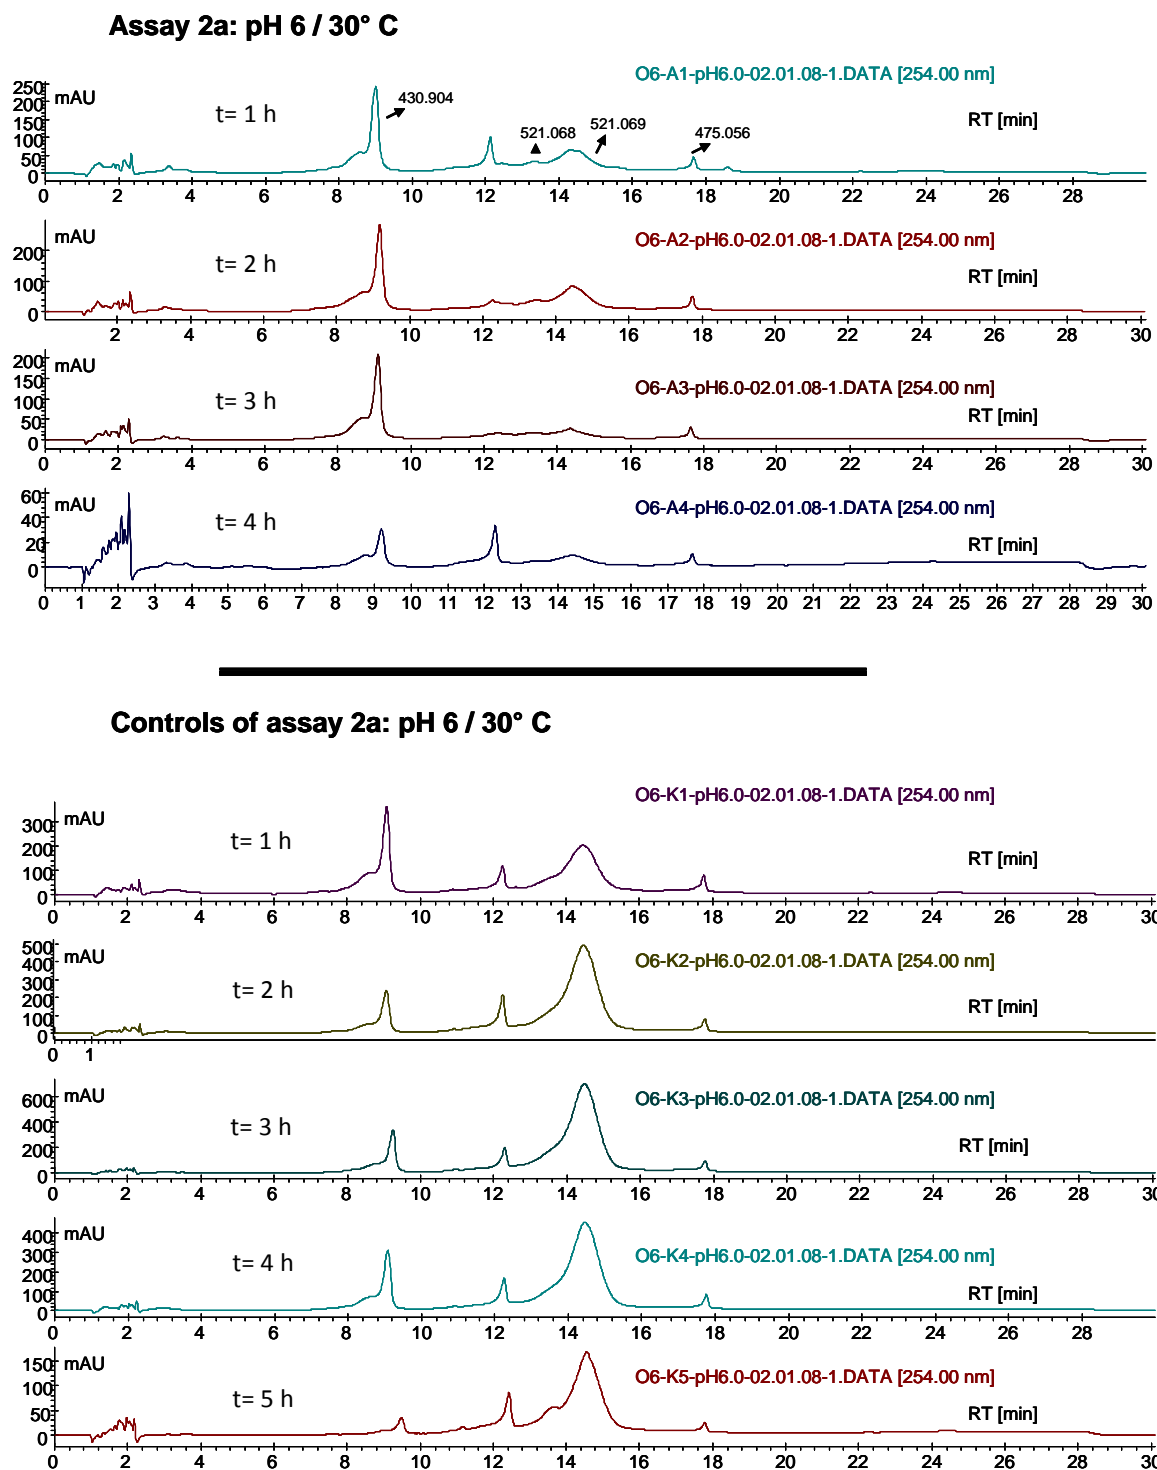 Assay 2a: pH 6 / 30° C
O6-A1-pH6.0-02.01.08-1.DATA [254.00 nm]
250 mAU
200
150
100
50
0
t= 1 h
430.904
521.068
521.069
475.056
RT [min]
0 2 4 6 8 10 12 14 16 18 20 22 24 26 28
mAU
200
100
0
t= 2 h
O6-A2-pH6.0-02.01.08-1.DATA [254.00 nm]
RT [min]
2 4 6 8 10 12 14 16 18 20 22 24 26 28 30
200 mAU
150
100
50
0
t= 3 h
O6-A3-pH6.0-02.01.08-1.DATA [254.00 nm]
RT [min]
0 2 4 6 8 10 12 14 16 18 20 22 24 26 28 30
60 mAU
40
20
0
t= 4 h
O6-A4-pH6.0-02.01.08-1.DATA [254.00 nm]
RT [min]
0 1 2 3 4 5 6 7 8 9 10 11 12 13 14 15 16 17 18 19 20 21 22 23 24 25 26 27 28 29 30
Controls of assay 2a: pH 6 / 30° C
O6-K1-pH6.0-02.01.08-1.DATA [254.00 nm]
300 mAU
200
100
0
t= 1 h
RT [min]
0 2 4 6 8 10 12 14 16 18 20 22 24 26 28 30
500 mAU
400
300
200
100
0
t= 2 h
O6-K2-pH6.0-02.01.08-1.DATA [254.00 nm]
RT [min]
0 1
mAU
600
400
200
0
t= 3 h
O6-K3-pH6.0-02.01.08-1.DATA [254.00 nm]
RT [min]
0 2 4 6 8 10 12 14 16 18 20 22 24 26 28 30
400 mAU
300
200
100
0
t= 4 h
O6-K4-pH6.0-02.01.08-1.DATA [254.00 nm]
RT [min]
0 2 4 6 8 10 12 14 16 18 20 22 24 26 28
150 mAU
100
50
0
t= 5 h
O6-K5-pH6.0-02.01.08-1.DATA [254.00 nm]
RT [min]
0 2 4 6 8 10 12 14 16 18 20 22 24 26 28 30